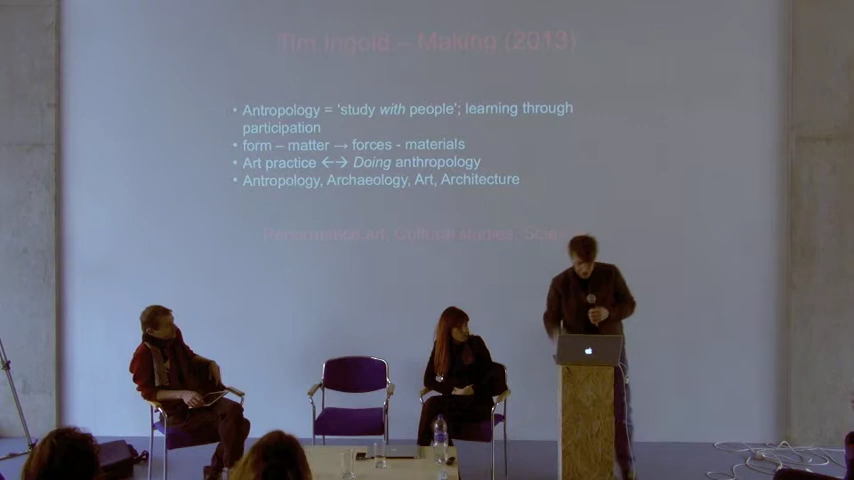 Tim Ingold – Making (2013)
• Antropology = 'study with people'; learning through
participation
• form – matter → forces - materials
• Art practice ←→ Doing anthropology
• Antropology, Archaeology, Art, Architecture
Performance art, Cultural studies,